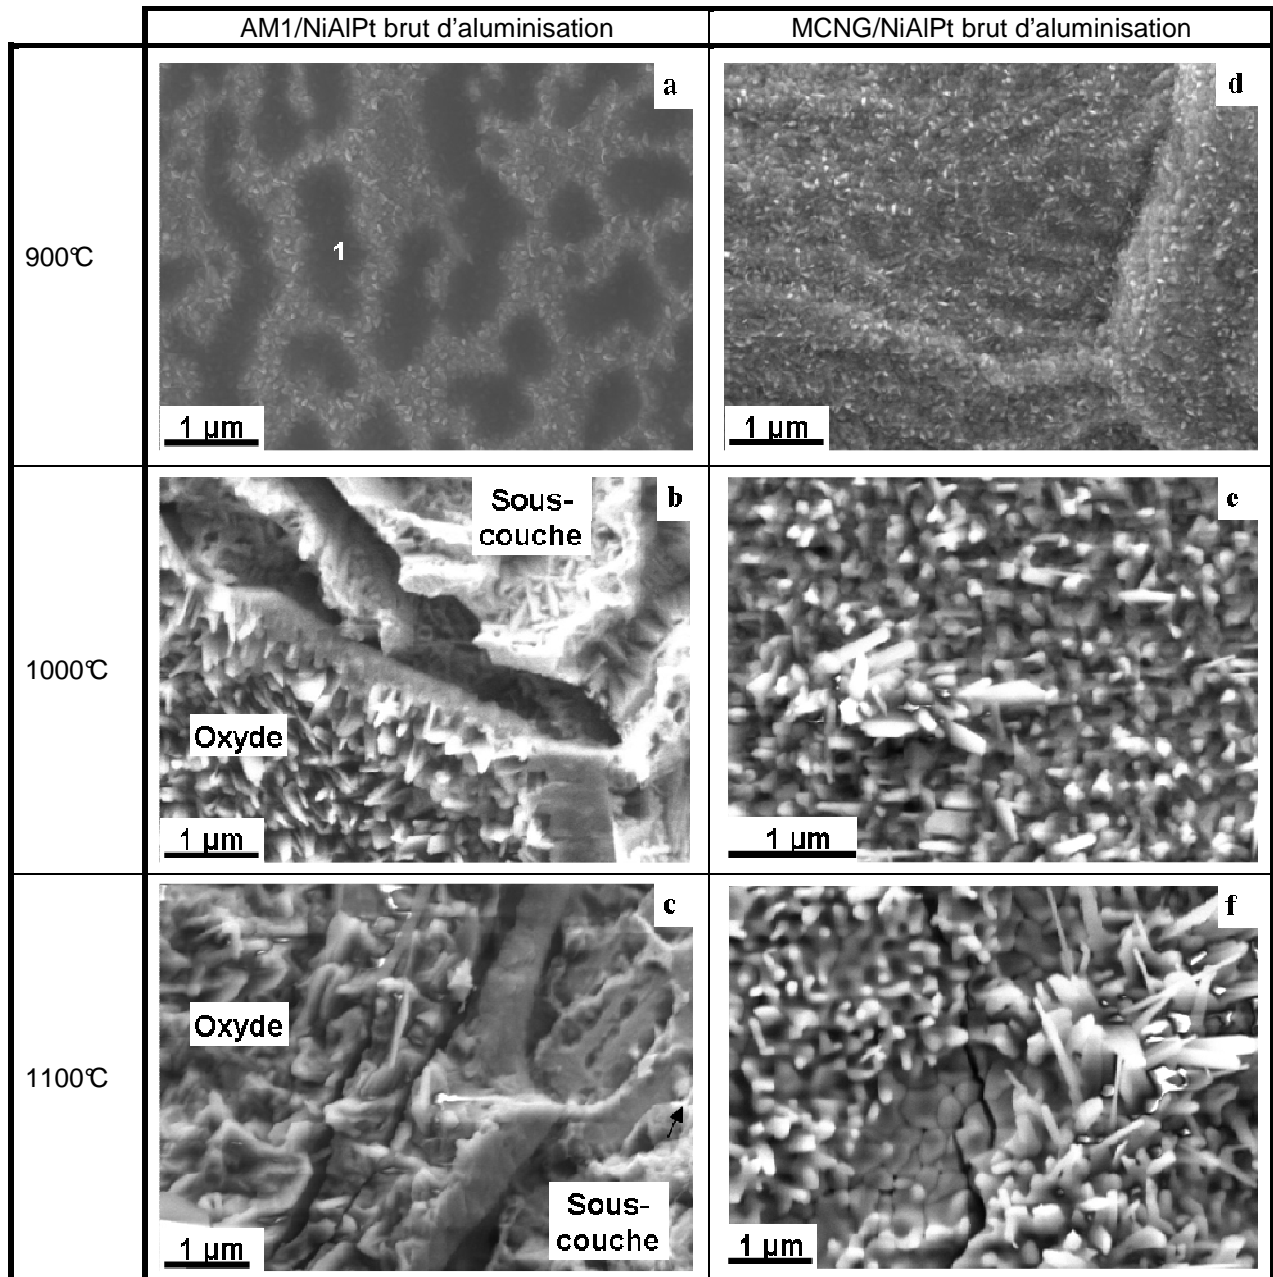 AM1/NiAlPt brut d'aluminisation
MCNG/NiAlPt brut d'aluminisation
900°C
a
1
1 µm
d
1 µm
1000°C
b
Sous-
couche
Oxyde
1 µm
e
1 µm
1100°C
c
Oxyde
Sous-
couche
1 µm
f
1 µm